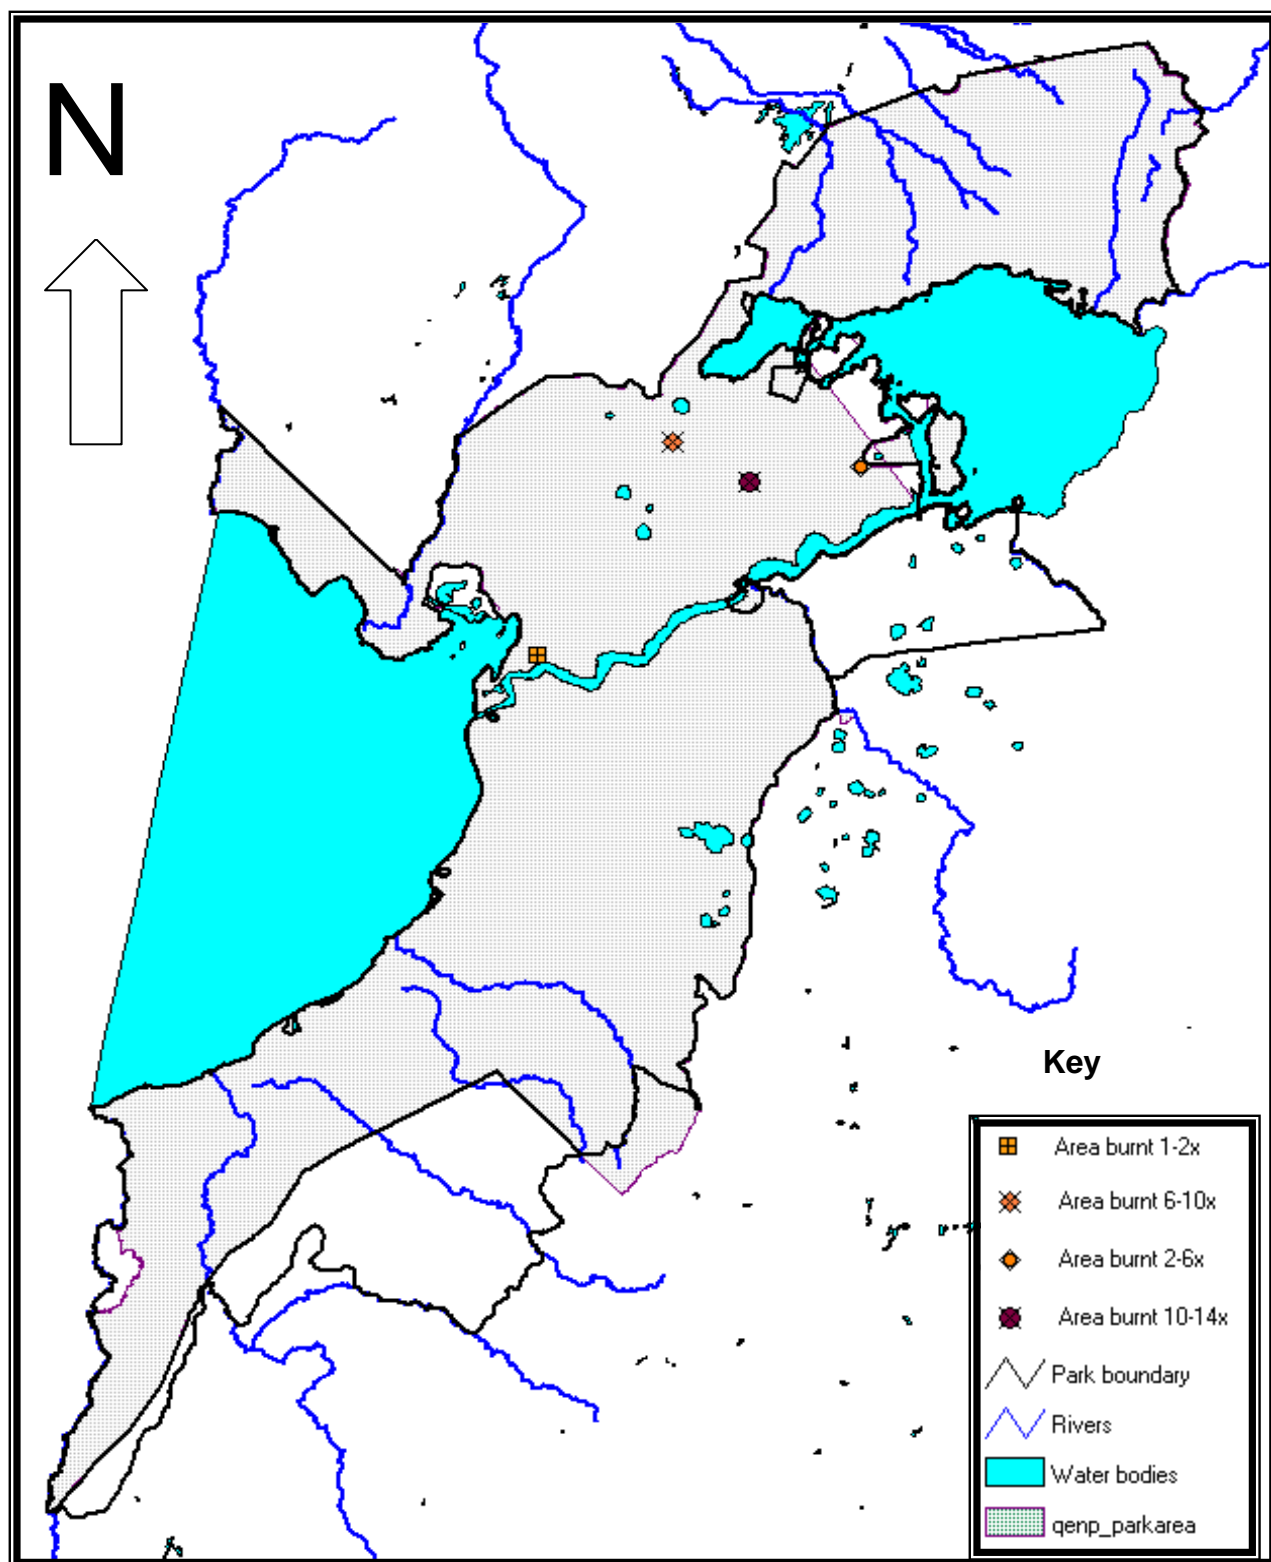 N
Key
Area burnt 1-2x
Area burnt 6-10x
Area burnt 2-6x
Area burnt 10-14x
Park boundary
Rivers
Water bodies
qenp_parkarea